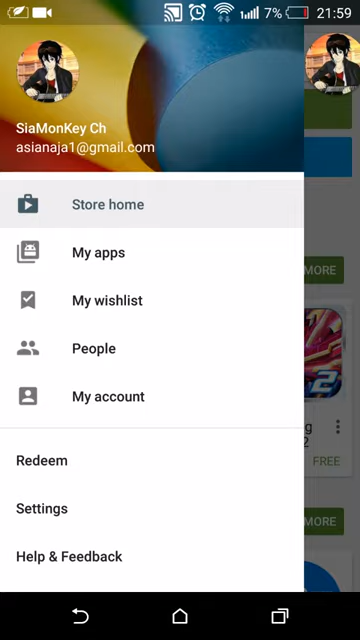 7% 21:59
SiaMonKey Ch
asianaja1@gmail.com
Store home
My apps
My wishlist
People
My account
Redeem
Settings
Help & Feedback
MORE
g
2
FREE
MORE